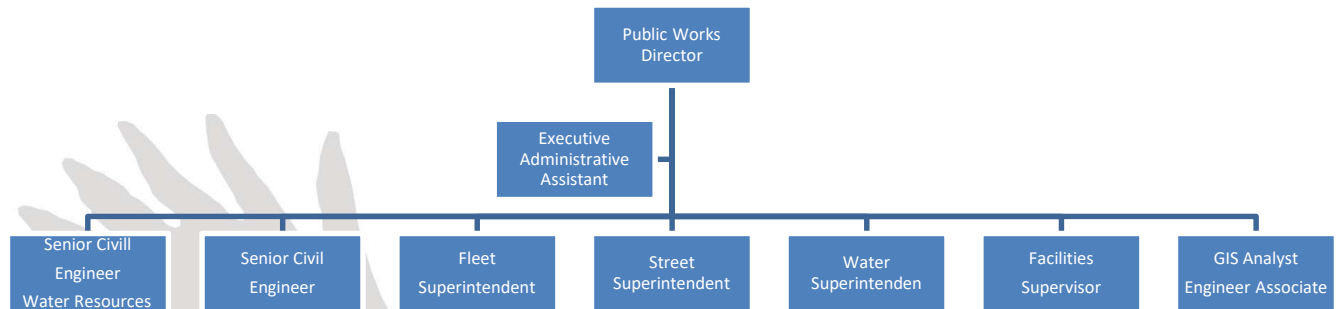 Public Works
Director
Executive
Administrative
Assistant
Senior Civill
Engineer
Water Resources
Senior Civil
Engineer
Fleet
Superintendent
Street
Superintendent
Water
Superintenden
Facilities
Supervisor
GIS Analyst
Engineer Associate